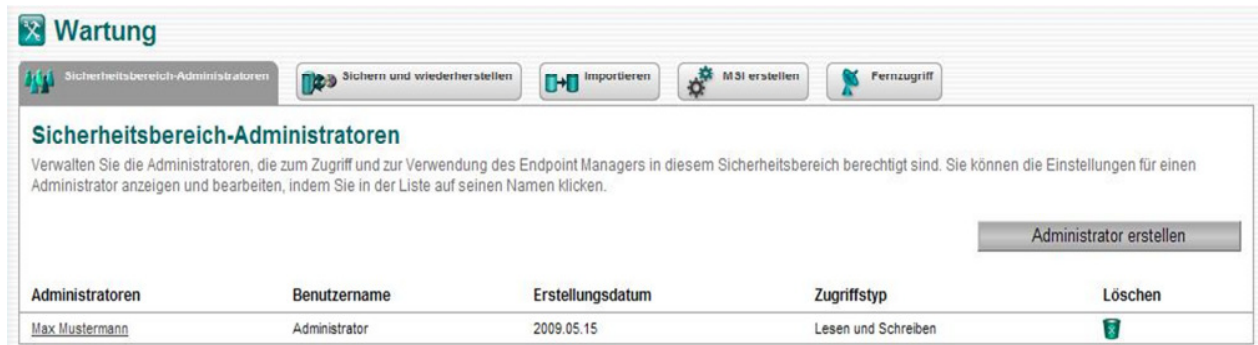 Wartung
Sicherheitsbereich-Administratoren
Sichern und wiederherstellen
Importieren
MSI erstellen
Fernzugriff
Sicherheitsbereich-Administratoren
Verwalten Sie die Administratoren, die zum Zugriff und zur Verwendung des Endpoint Managers in diesem Sicherheitsbereich berechtigt sind. Sie können die Einstellungen für einen
Administrator anzeigen und bearbeiten, indem Sie in der Liste auf seinen Namen klicken.
Administrator erstellen
Administratoren Benutzername Erstellungsdatum Zugriffstyp Löschen
Max Mustermann Administrator 2009.05.15 Lesen und Schreiben